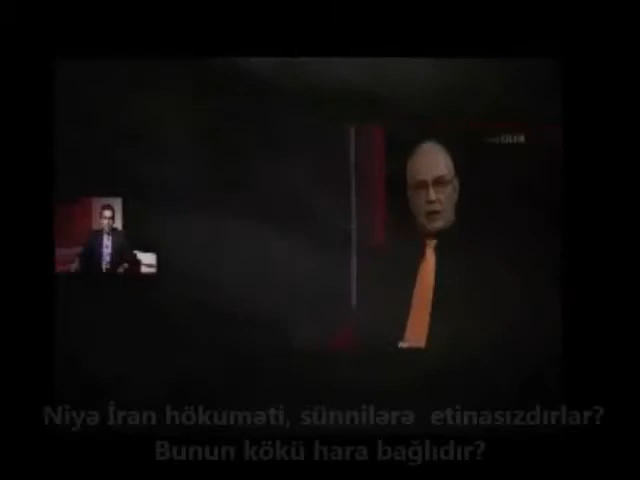 Niyə İran hökuməti, sünnilərə etinasızdırlar?
Bunun kökü hara bağlıdır?